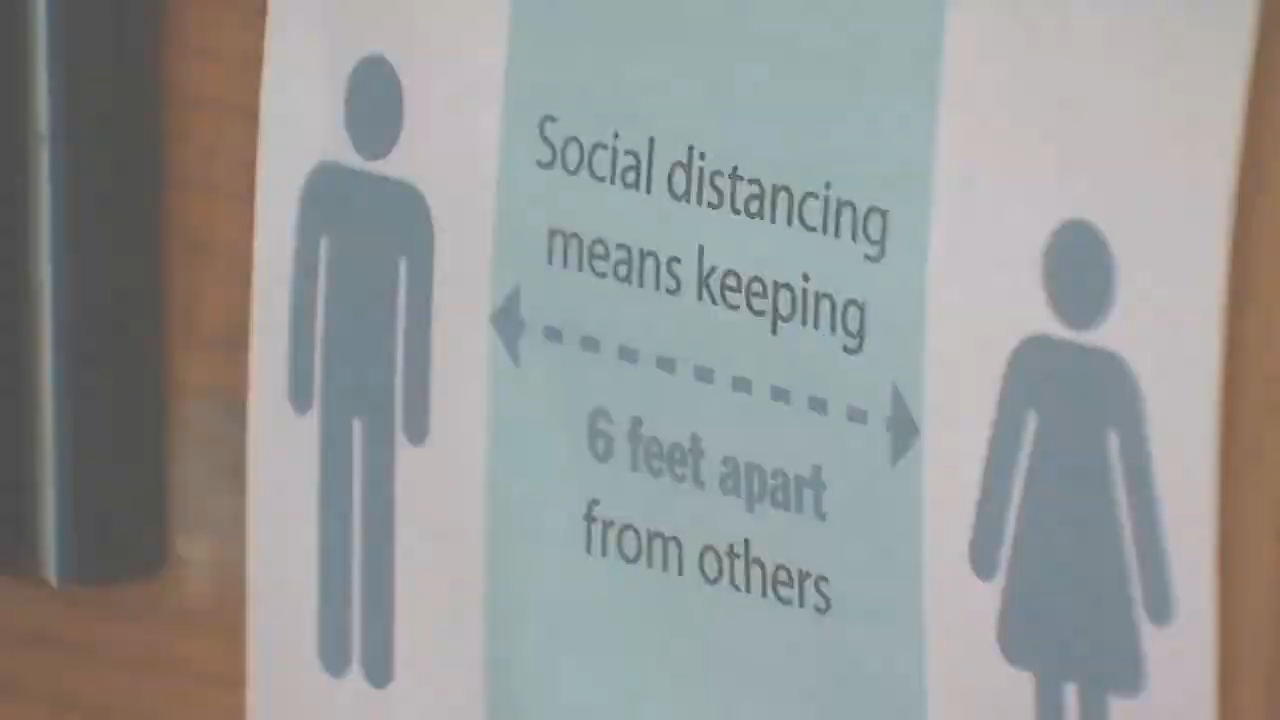 Social distancing
means keeping
6 feet apart
from others